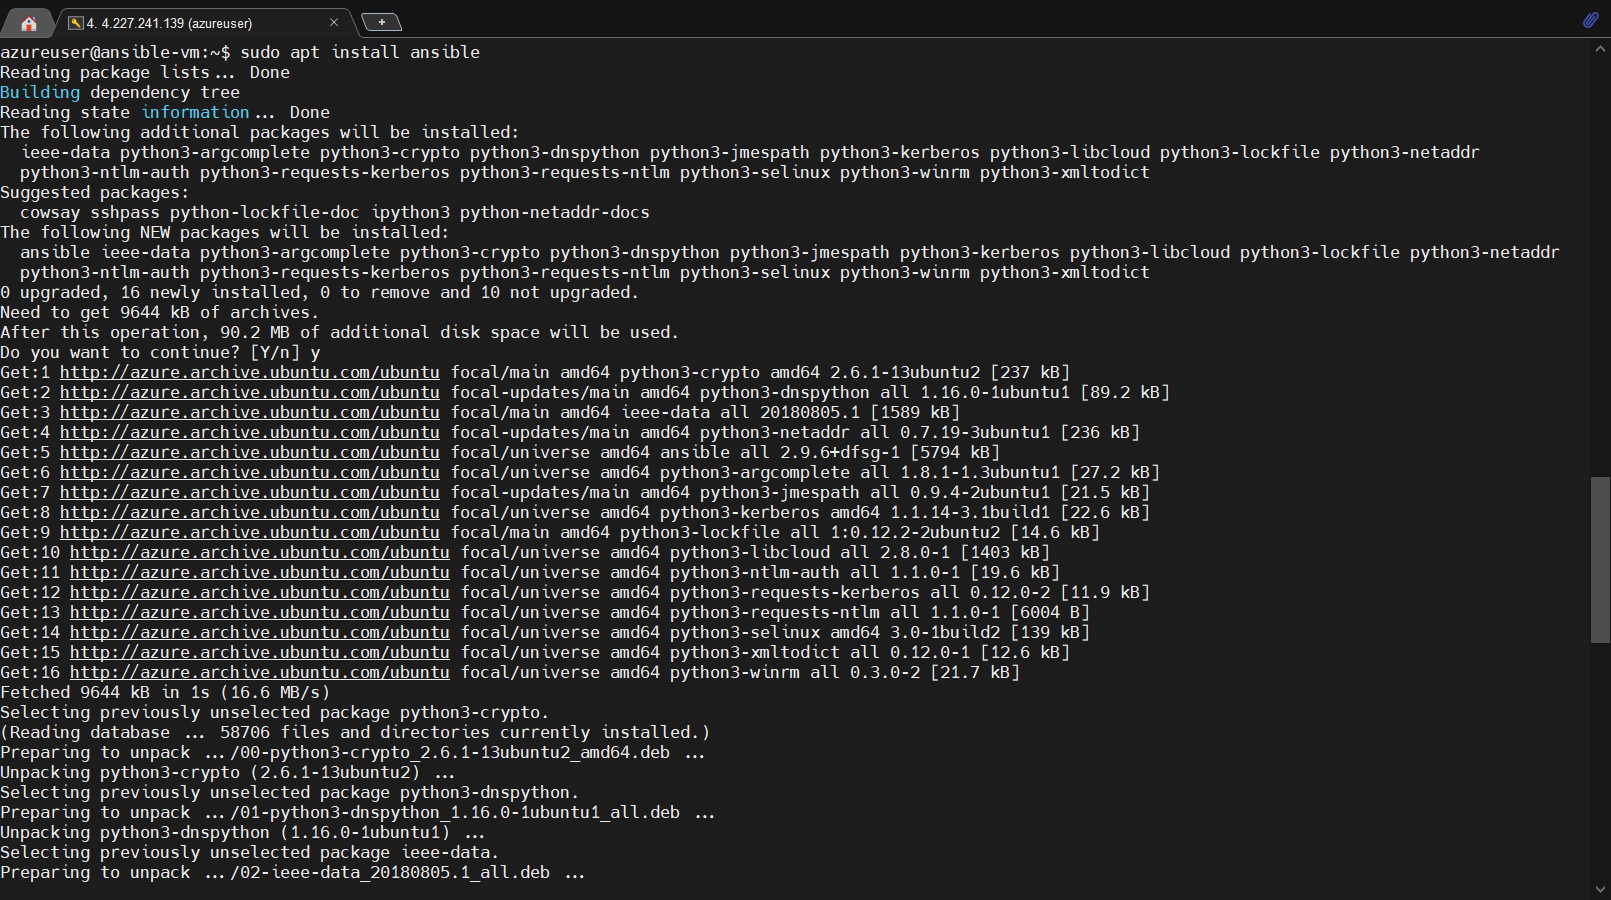 4. 4.227.241.139 (azureuser)
azureuser@ansible-vm:~$ sudo apt install ansible
Reading package lists... Done
Building dependency tree
Reading state information... Done
The following additional packages will be installed:
  ieee-data python3-argcomplete python3-crypto python3-dnspython python3-jmespath python3-kerberos python3-libcloud python3-lockfile python3-netaddr
  python3-ntlm-auth python3-requests-kerberos python3-requests-ntlm python3-selinux python3-winrm python3-xmltodict
Suggested packages:
  cowsay sshpass python-lockfile-doc ipython3 python-netaddr-docs
The following NEW packages will be installed:
  ansible ieee-data python3-argcomplete python3-crypto python3-dnspython python3-jmespath python3-kerberos python3-libcloud python3-lockfile python3-netaddr
  python3-ntlm-auth python3-requests-kerberos python3-requests-ntlm python3-selinux python3-winrm python3-xmltodict
0 upgraded, 16 newly installed, 0 to remove and 10 not upgraded.
Need to get 9644 kB of archives.
After this operation, 90.2 MB of additional disk space will be used.
Do you want to continue? [Y/n] y
Get:1 http://azure.archive.ubuntu.com/ubuntu focal/main amd64 python3-crypto amd64 2.6.1-13ubuntu2 [237 kB]
Get:2 http://azure.archive.ubuntu.com/ubuntu focal-updates/main amd64 python3-dnspython all 1.16.0-1ubuntu1 [89.2 kB]
Get:3 http://azure.archive.ubuntu.com/ubuntu focal/main amd64 ieee-data all 20180805.1 [1589 kB]
Get:4 http://azure.archive.ubuntu.com/ubuntu focal-updates/main amd64 python3-netaddr all 0.7.19-3ubuntu1 [236 kB]
Get:5 http://azure.archive.ubuntu.com/ubuntu focal/universe amd64 ansible all 2.9.6+dfsg-1 [5794 kB]
Get:6 http://azure.archive.ubuntu.com/ubuntu focal/universe amd64 python3-argcomplete all 1.8.1-1.3ubuntu1 [27.2 kB]
Get:7 http://azure.archive.ubuntu.com/ubuntu focal-updates/main amd64 python3-jmespath all 0.9.4-2ubuntu1 [21.5 kB]
Get:8 http://azure.archive.ubuntu.com/ubuntu focal/universe amd64 python3-kerberos amd64 1.1.14-3.1build1 [22.6 kB]
Get:9 http://azure.archive.ubuntu.com/ubuntu focal/main amd64 python3-lockfile all 1:0.12.2-2ubuntu2 [14.6 kB]
Get:10 http://azure.archive.ubuntu.com/ubuntu focal/universe amd64 python3-libcloud all 2.8.0-1 [1403 kB]
Get:11 http://azure.archive.ubuntu.com/ubuntu focal/universe amd64 python3-ntlm-auth all 1.1.0-1 [19.6 kB]
Get:12 http://azure.archive.ubuntu.com/ubuntu focal/universe amd64 python3-requests-kerberos all 0.12.0-2 [11.9 kB]
Get:13 http://azure.archive.ubuntu.com/ubuntu focal/universe amd64 python3-requests-ntlm all 1.1.0-1 [6004 B]
Get:14 http://azure.archive.ubuntu.com/ubuntu focal/universe amd64 python3-selinux amd64 3.0-1build2 [139 kB]
Get:15 http://azure.archive.ubuntu.com/ubuntu focal/universe amd64 python3-xmltodict all 0.12.0-1 [12.6 kB]
Get:16 http://azure.archive.ubuntu.com/ubuntu focal/universe amd64 python3-winrm all 0.3.0-2 [21.7 kB]
Fetched 9644 kB in 1s (16.6 MB/s)
Selecting previously unselected package python3-crypto.
(Reading database ... 58706 files and directories currently installed.)
Preparing to unpack .../00-python3-crypto_2.6.1-13ubuntu2_amd64.deb ...
Unpacking python3-crypto (2.6.1-13ubuntu2) ...
Selecting previously unselected package python3-dnspython.
Preparing to unpack .../01-python3-dnspython_1.16.0-1ubuntu1_all.deb ...
Unpacking python3-dnspython (1.16.0-1ubuntu1) ...
Selecting previously unselected package ieee-data.
Preparing to unpack .../02-ieee-data_20180805.1_all.deb ...